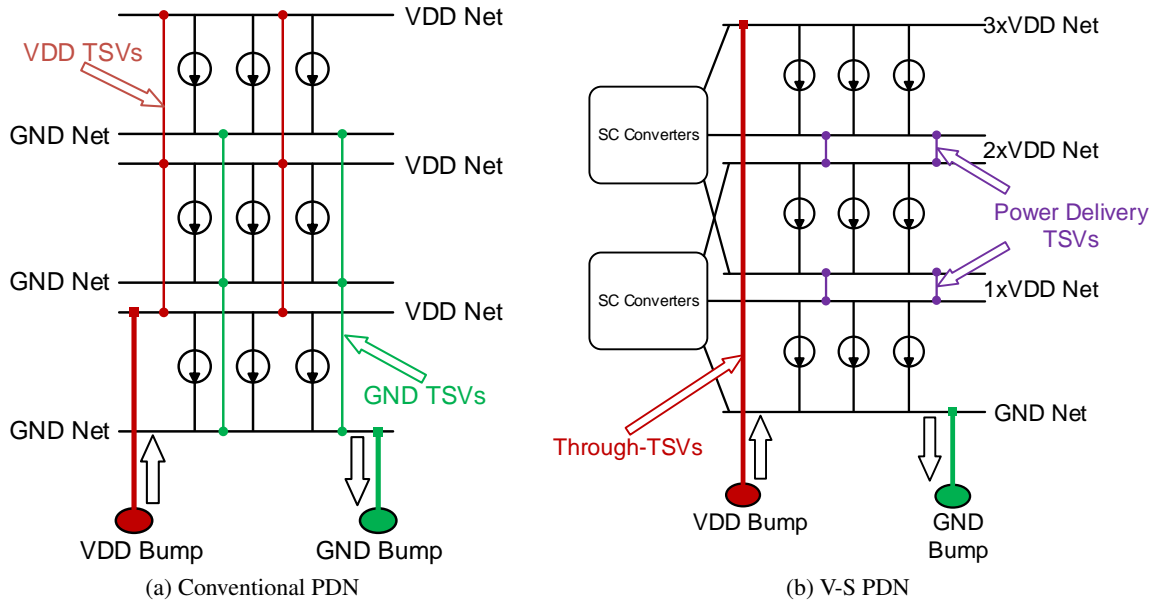 VDD Net
VDD TSVs
GND Net
VDD Net
GND Net
VDD Net
GND TSVs
GND Net
VDD Bump
GND Bump
(a) Conventional PDN
3xVDD Net
SC Converters
2xVDD Net
Power Delivery
TSVs
SC Converters
1xVDD Net
GND Net
Through-TSVs
VDD Bump
GND
Bump
(b) V-S PDN